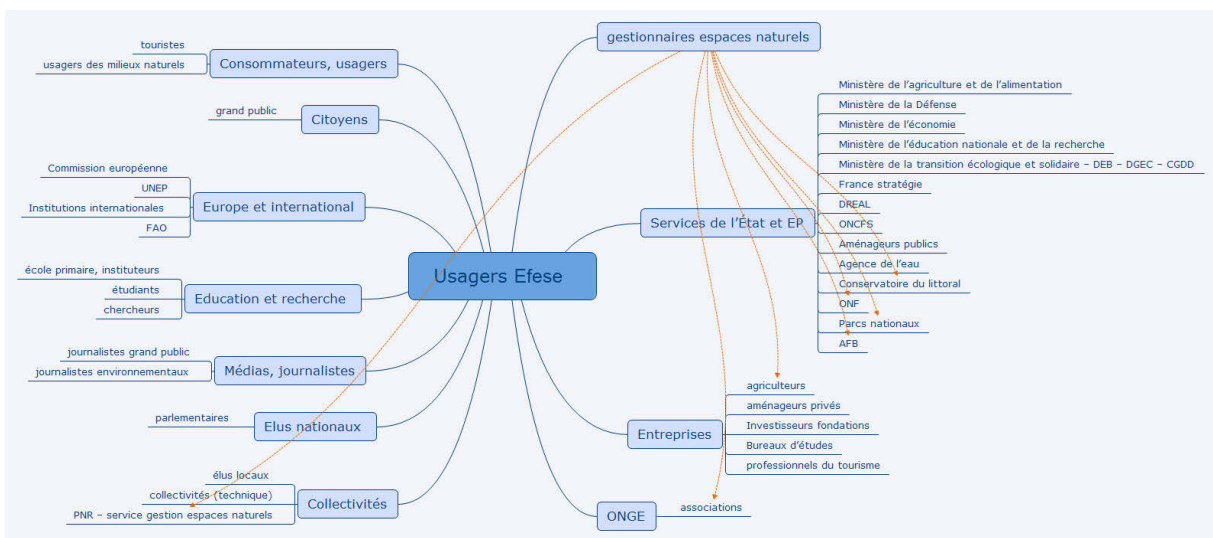 Usagers Efese
Consommateurs, usagers
touristes
usagers des milieux naturels
Citoyens
grand public
Europe et international
Commission européenne
UNEP
Institutions internationales
FAO
Education et recherche
école primaire, instituteurs
étudiants
chercheurs
Médias, journalistes
journalistes grand public
journalistes environnementaux
Elus nationaux
parlementaires
Collectivités
élus locaux
collectivités (technique)
PNR – service gestion espaces naturels
gestionnaires espaces naturels
Services de l’État et EP
Ministère de l’agriculture et de l’alimentation
Ministère de la Défense
Ministère de l’économie
Ministère de l’éducation nationale et de la recherche
Ministère de la transition écologique et solidaire – DEB – DGEC – CGDD
France stratégie
DREAL
ONCFS
Aménageurs publics
Agence de l’eau
Conservatoire du littoral
ONF
Parcs nationaux
AFB
Entreprises
agriculteurs
aménageurs privés
Investisseurs fondations
Bureaux d’études
professionnels du tourisme
ONGE
associations